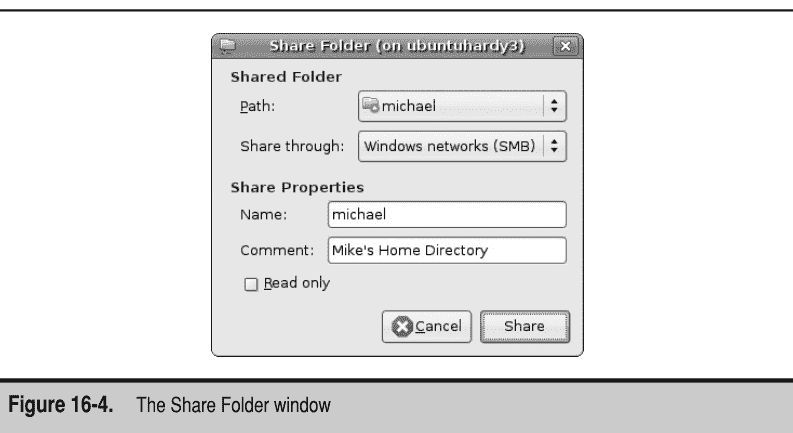 Share Folder (on ubuntuhardy3)
Shared Folder
Path: michael
Share through: Windows networks (SMB)
Share Properties
Name: michael
Comment: Mike's Home Directory
Read only
Cancel Share
Figure 16-4. The Share Folder window